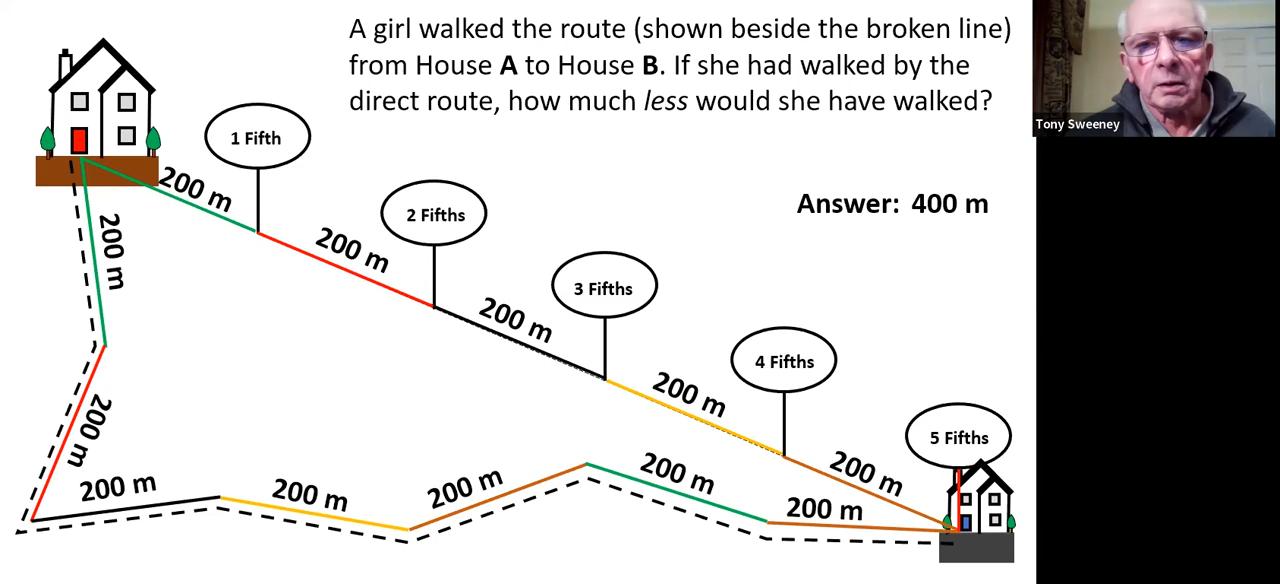 A girl walked the route (shown beside the broken line)
from House A to House B. If she had walked by the
direct route, how much less would she have walked?
Tony Sweeney
1 Fifth
200 m
2 Fifths
Answer: 400 m
200 m
200 m
3 Fifths
200 m
4 Fifths
200 m
5 Fifths
200 m
200 m
200 m
200 m
200 m
200 m
200 m